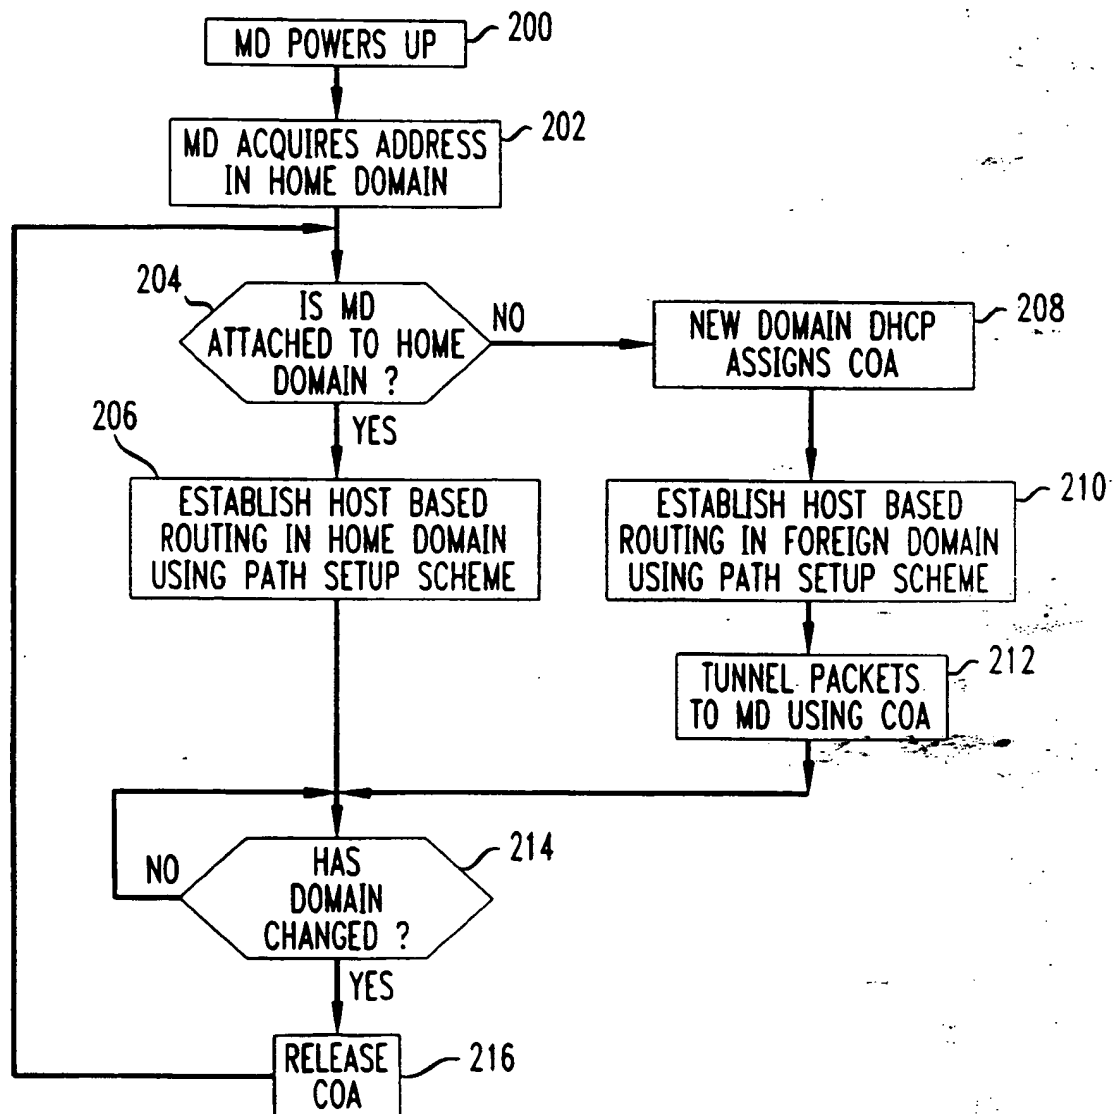 MD POWERS UP
200
MD ACQUIRES ADDRESS
IN HOME DOMAIN
202
204
IS MD
ATTACHED TO HOME
DOMAIN ?
NO
YES
NEW DOMAIN DHCP
ASSIGNS COA
208
206
ESTABLISH HOST BASED
ROUTING IN HOME DOMAIN
USING PATH SETUP SCHEME
ESTABLISH HOST BASED
ROUTING IN FOREIGN DOMAIN
USING PATH SETUP SCHEME
210
TUNNEL PACKETS
TO MD USING COA
212
NO
HAS
DOMAIN
CHANGED ?
214
YES
RELEASE
COA
216